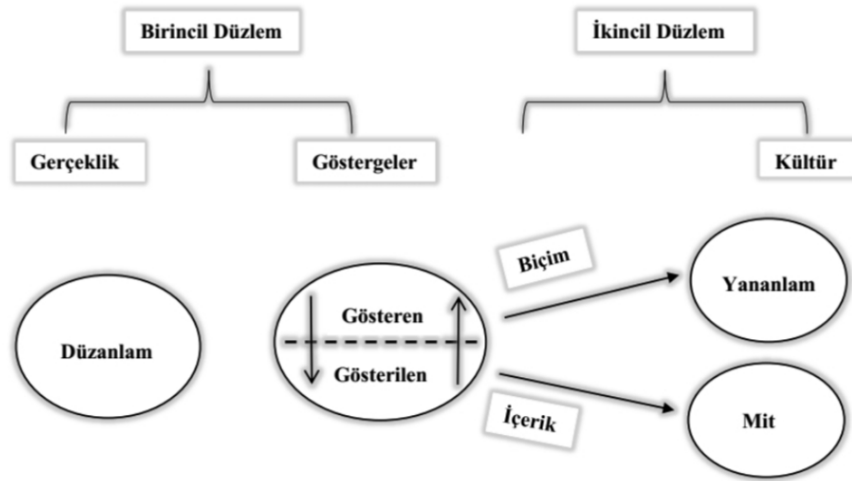 Birincil Düzlem
İkincil Düzlem
Gerçeklik
Göstergeler
Kültür
Biçim
Yananlam
Düzanlam
Gösteren
Gösterilen
İçerik
Mit